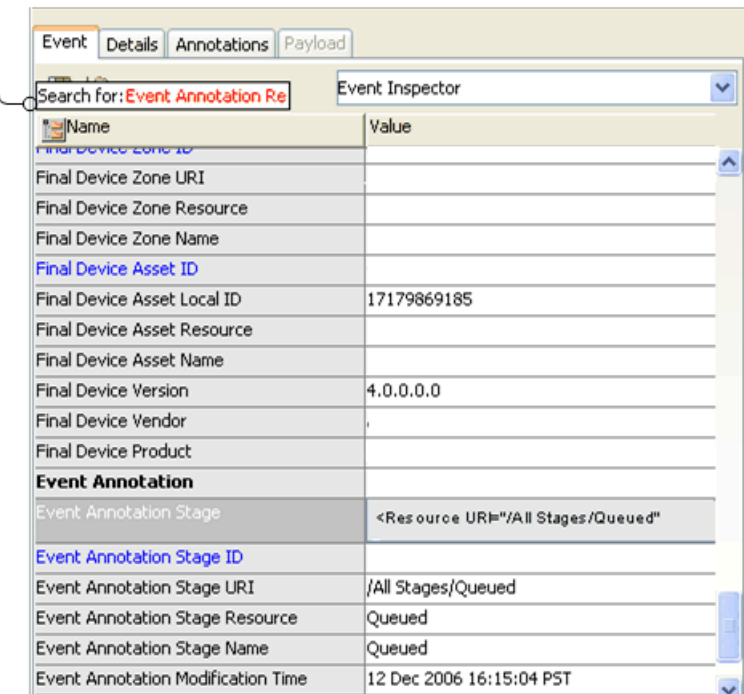 Event Details Annotations Payload
Search for:Event Annotation Re Event Inspector
Name Value
Final Device Zone ID
Final Device Zone URI
Final Device Zone Resource
Final Device Zone Name
Final Device Asset ID
Final Device Asset Local ID 17179869185
Final Device Asset Resource
Final Device Asset Name
Final Device Version 4.0.0.0.0
Final Device Vendor
Final Device Product
Event Annotation
Event Annotation Stage <Resource URI="/All Stages/Queued"
Event Annotation Stage ID
Event Annotation Stage URI /All Stages/Queued
Event Annotation Stage Resource Queued
Event Annotation Stage Name Queued
Event Annotation Modification Time 12 Dec 2006 16:15:04 PST